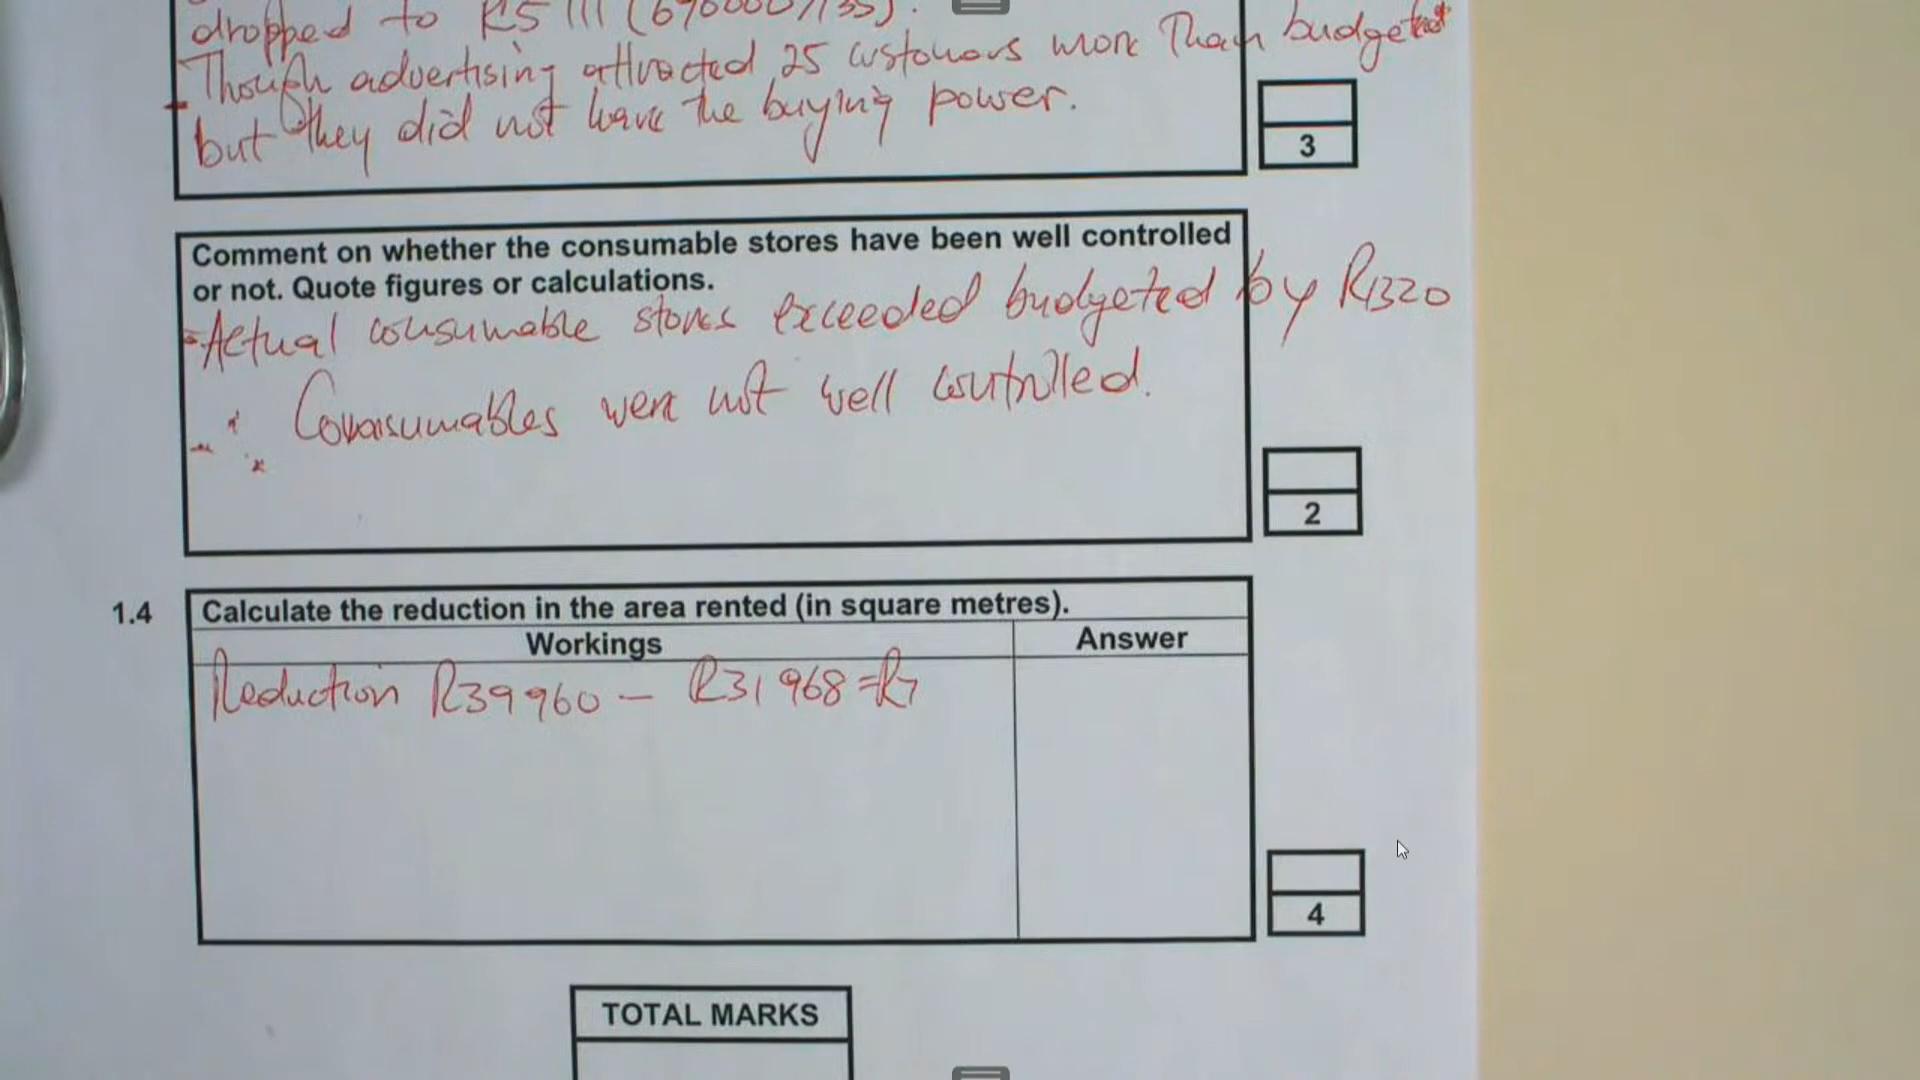 dropped to R5 111 (690000/135).
Though advertising attracted 25 customers more than budgeted
but they did not have the buying power.
3
Comment on whether the consumable stores have been well controlled
or not. Quote figures or calculations.
- Actual consumable stores exceeded budgeted by R1320
∴ Consumables were not well controlled.
2
1.4 Calculate the reduction in the area rented (in square metres).
Workings Answer
Reduction R39 960 – R31 968 = R7
4
TOTAL MARKS